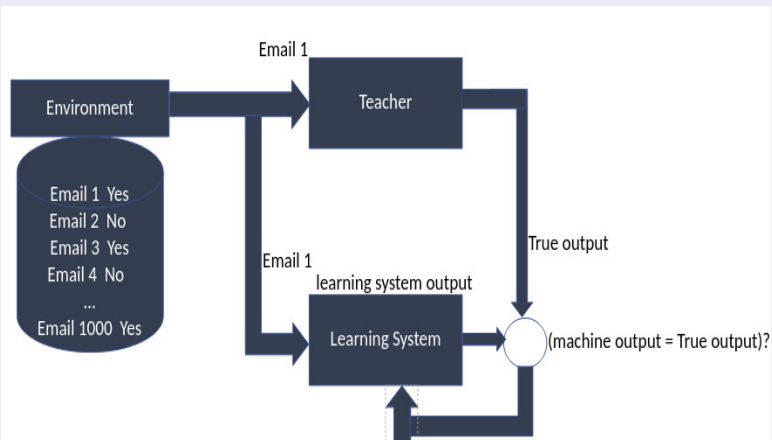 Email 1
Environment
Teacher
Email 1 Yes
Email 2 No
Email 3 Yes
Email 4 No
...
Email 1000 Yes
True output
Email 1
learning system output
Learning System
(machine output = True output)?